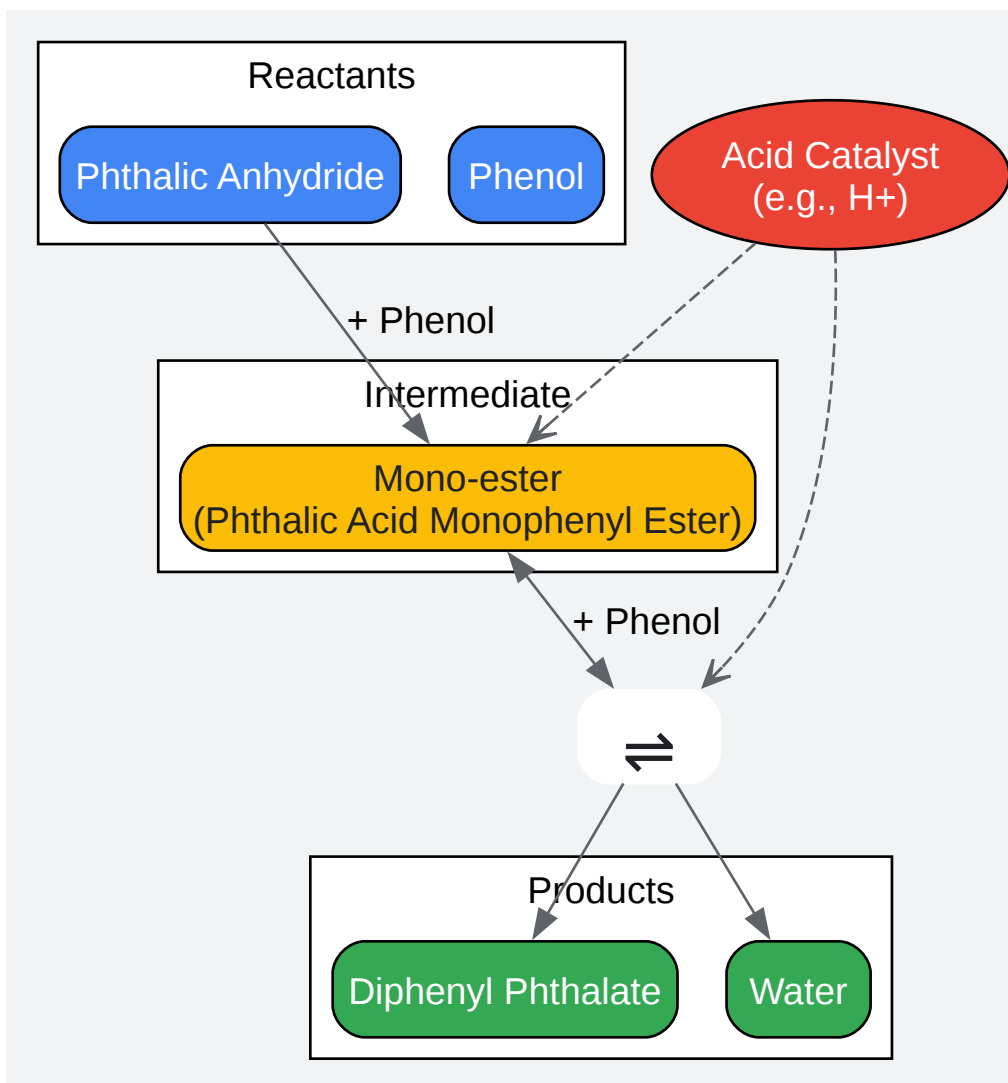 Reactants
Phthalic Anhydride
Phenol
Acid Catalyst
(e.g., H+)
+ Phenol
Intermediate
Mono-ester
(Phthalic Acid Monophenyl Ester)
+ Phenol
⇌
Products
Diphenyl Phthalate
Water